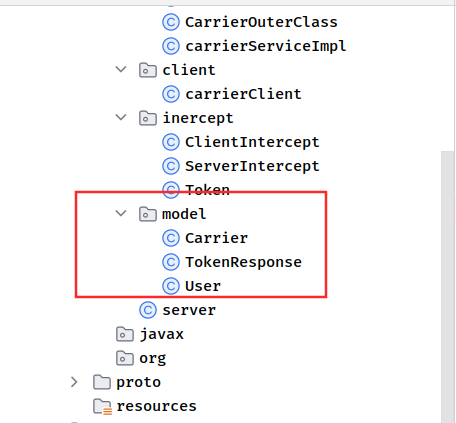 CarrierOuterClass
carrierServiceImpl
client
carrierClient
inercept
ClientIntercept
ServerIntercept
Token
model
Carrier
TokenResponse
User
server
javax
org
proto
resources